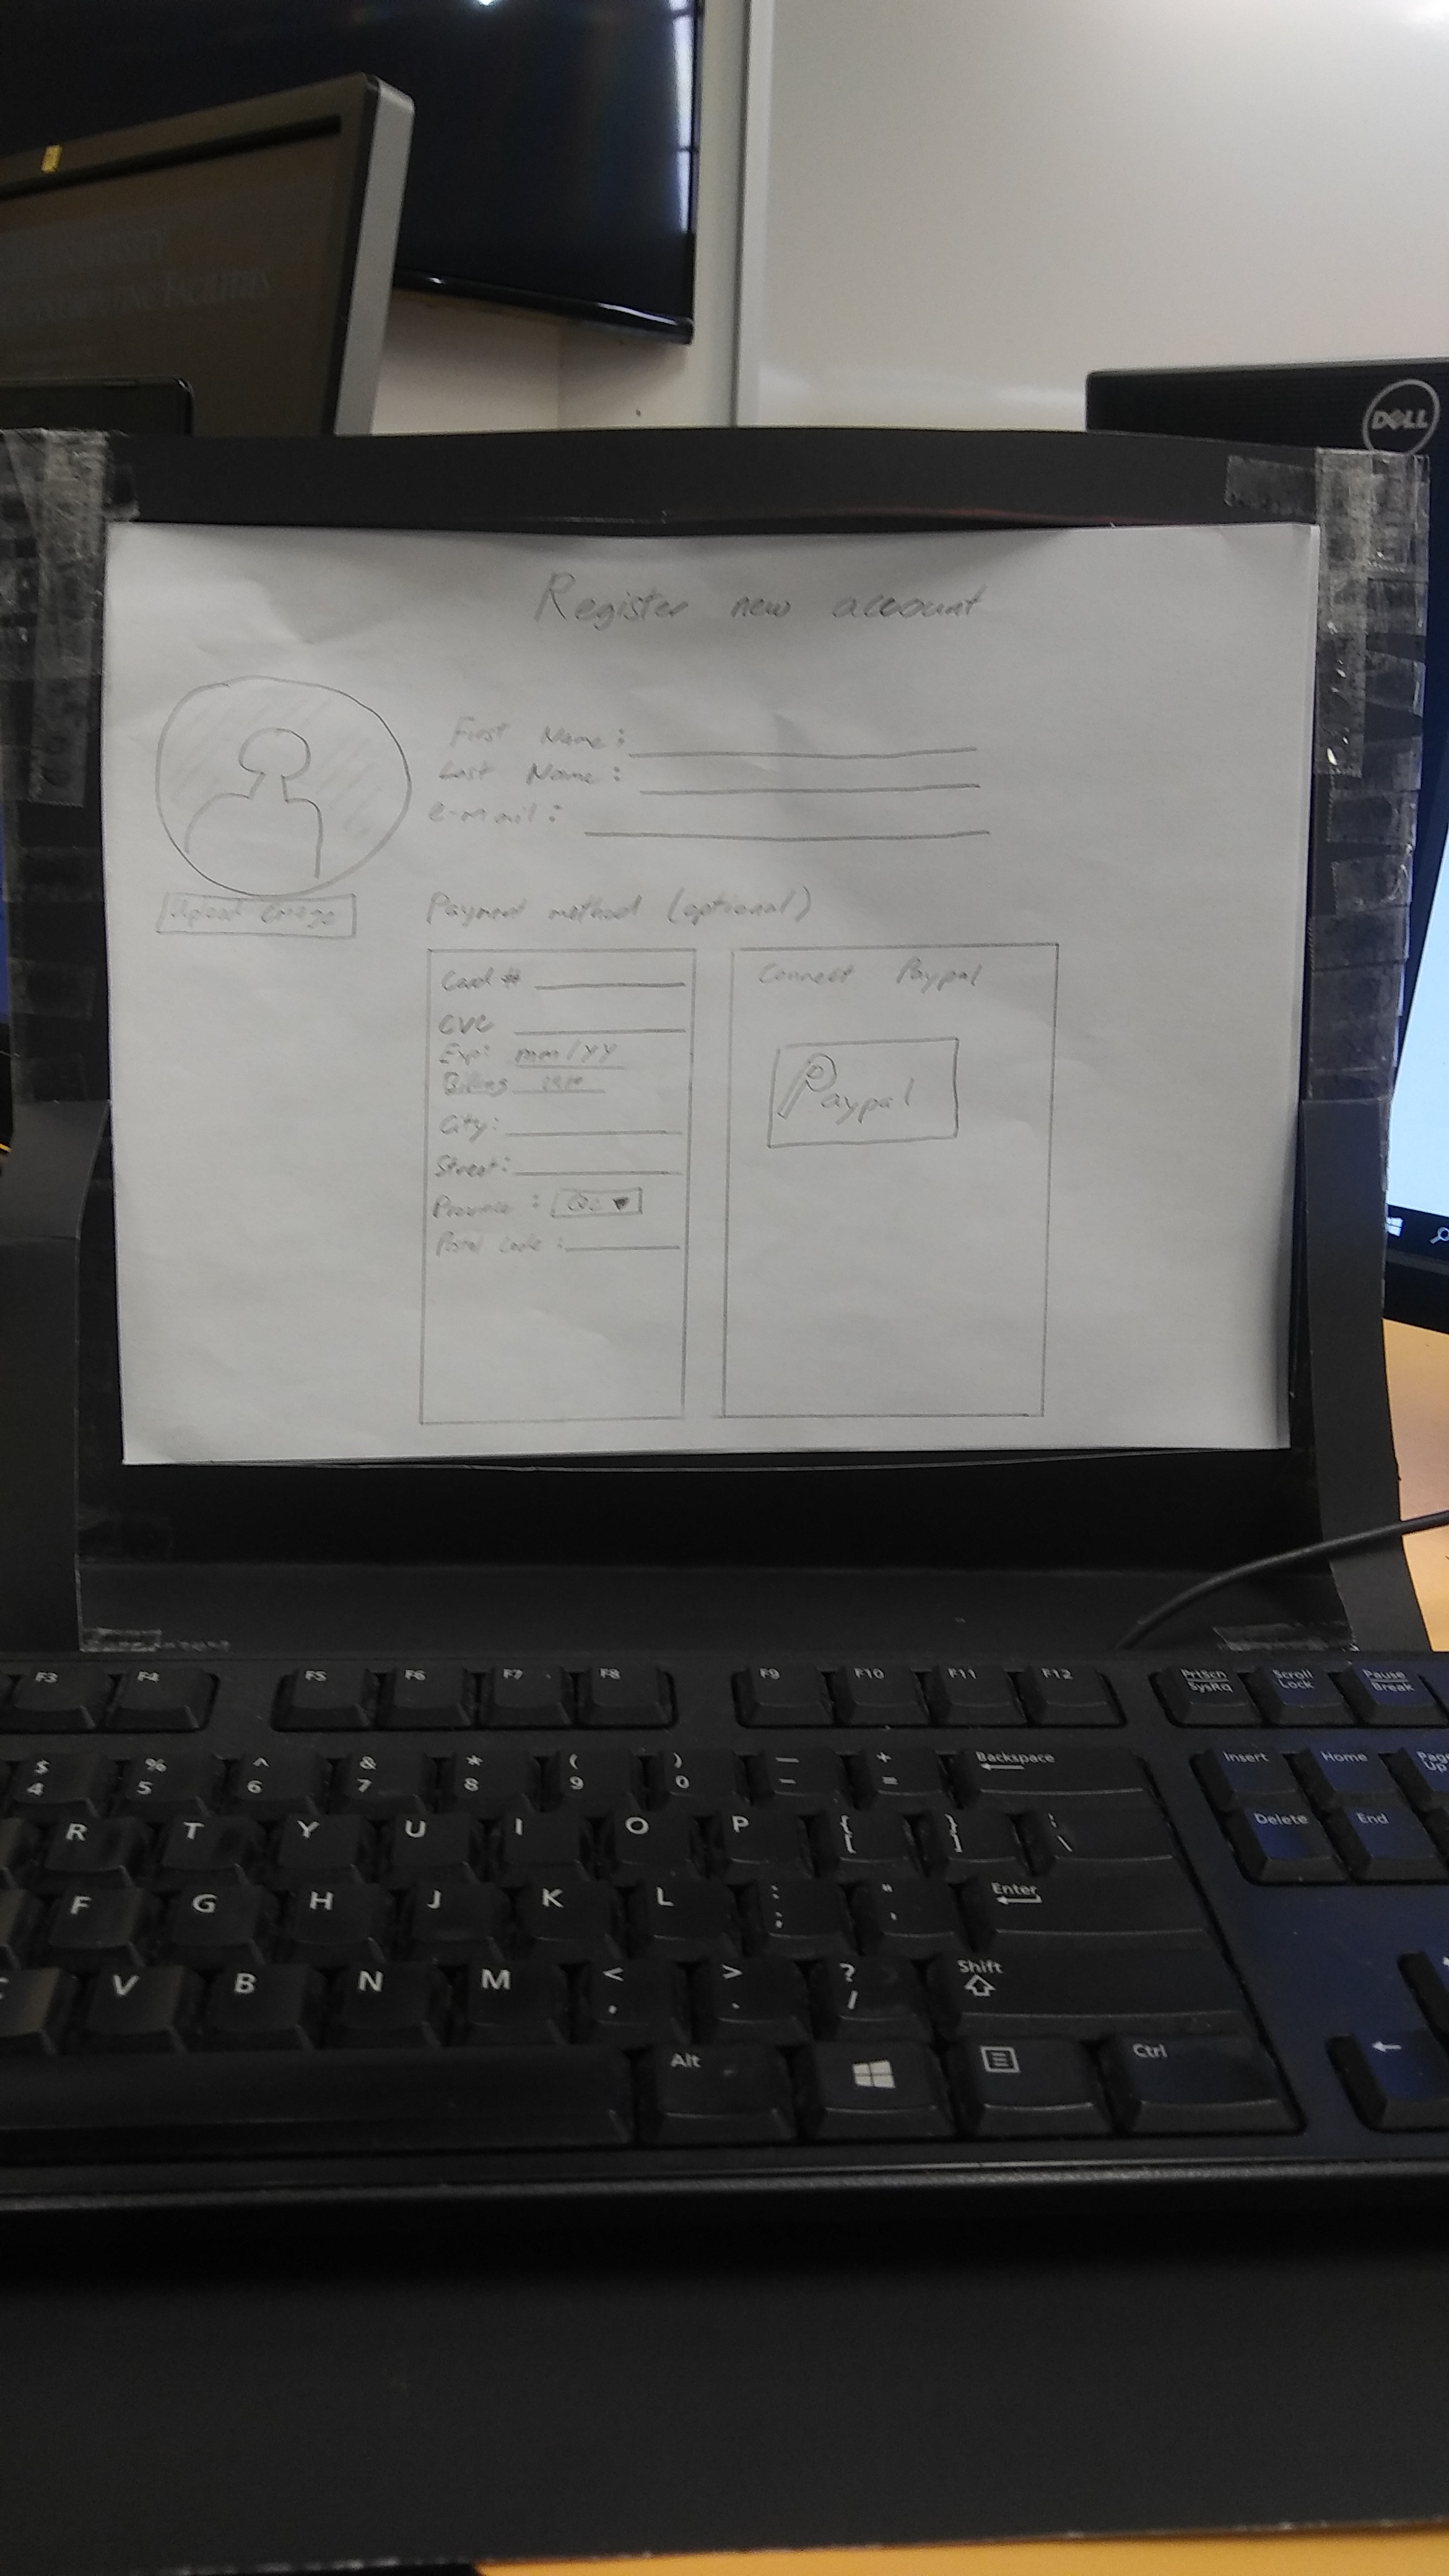 UNIVERSITY
COMPUTING FACILITIES
DELL
Register new account
First Name:
Last Name:
e-mail:
Upload Image
Payment method (optional)
Card #
CVC
Exp: mm/yy
Billing
City:
Street:
Province: QC
Postal Code:
Connect Paypal
Paypal
F3 F4 F5 F6 F7 F8 F9 F10 F11 F12 PrtScn SysRq Scroll Lock Pause Break
$ % ^ & * ( ) — + Backspace Insert Home Page Up
4 5 6 7 8 9 0 - =
R T Y U I O P { [ } ] \ Delete End
F G H J K L : ; " ' Enter
V B N M < , > . ? / Shift
Alt Ctrl